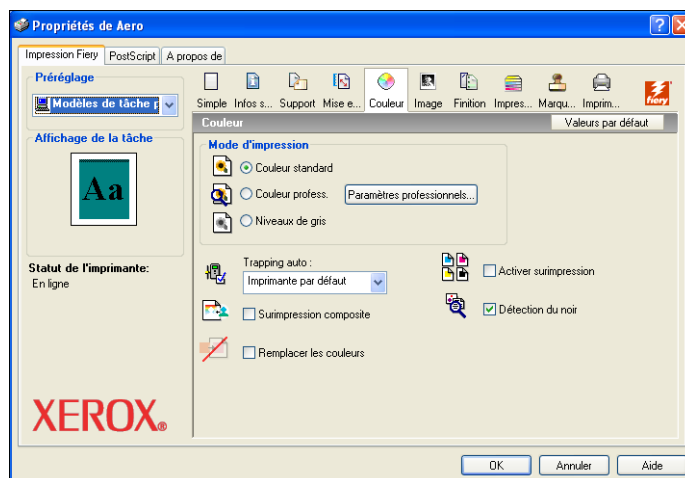 Propriétés de Aero
Impression Fiery PostScript A propos de
Préréglage
Modèles de tâche p
Simple Infos s... Support Mise e... Couleur Image Finition Impres... Marqu... Imprim...
fiery
Couleur Valeurs par défaut
Affichage de la tâche
Aa
Mode d'impression
Couleur standard
Couleur profess. Paramètres professionnels...
Niveaux de gris
Statut de l'imprimante:
En ligne
Trapping auto :
Imprimante par défaut
Activer surimpression
Surimpression composite
Détection du noir
Remplacer les couleurs
XEROX®
OK Annuler Aide